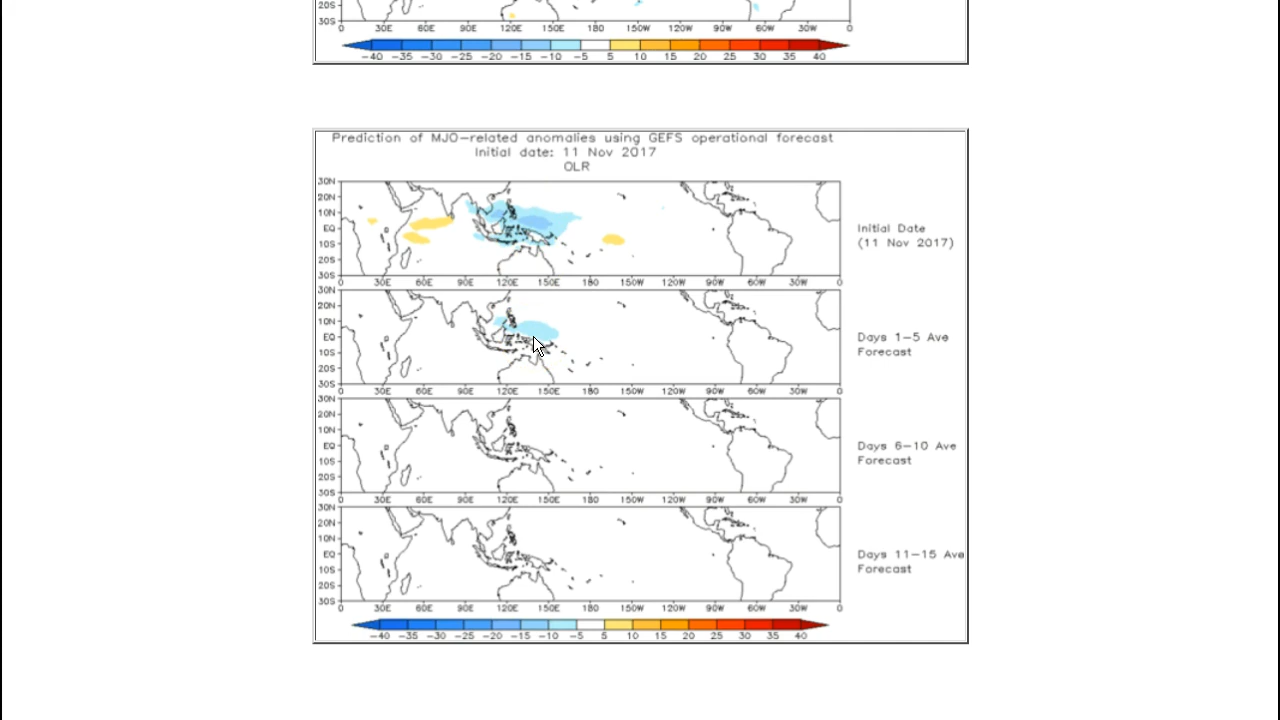 20S
30S
0 30E 60E 90E 120E 150E 180 150W 120W 90W 60W 30W 0
-40 -35 -30 -25 -20 -15 -10 -5 5 10 15 20 25 30 35 40
Prediction of MJO-related anomalies using GEFS operational forecast
Initial date: 11 Nov 2017
OLR
30N
20N
10N
EQ
10S
20S
30S
Initial Date
(11 Nov 2017)
0 30E 60E 90E 120E 150E 180 150W 120W 90W 60W 30W 0
30N
20N
10N
EQ
10S
20S
30S
Days 1-5 Ave
Forecast
0 30E 60E 90E 120E 150E 180 150W 120W 90W 60W 30W 0
30N
20N
10N
EQ
10S
20S
30S
Days 6-10 Ave
Forecast
0 30E 60E 90E 120E 150E 180 150W 120W 90W 60W 30W 0
30N
20N
10N
EQ
10S
20S
30S
Days 11-15 Ave
Forecast
0 30E 60E 90E 120E 150E 180 150W 120W 90W 60W 30W 0
-40 -35 -30 -25 -20 -15 -10 -5 5 10 15 20 25 30 35 40